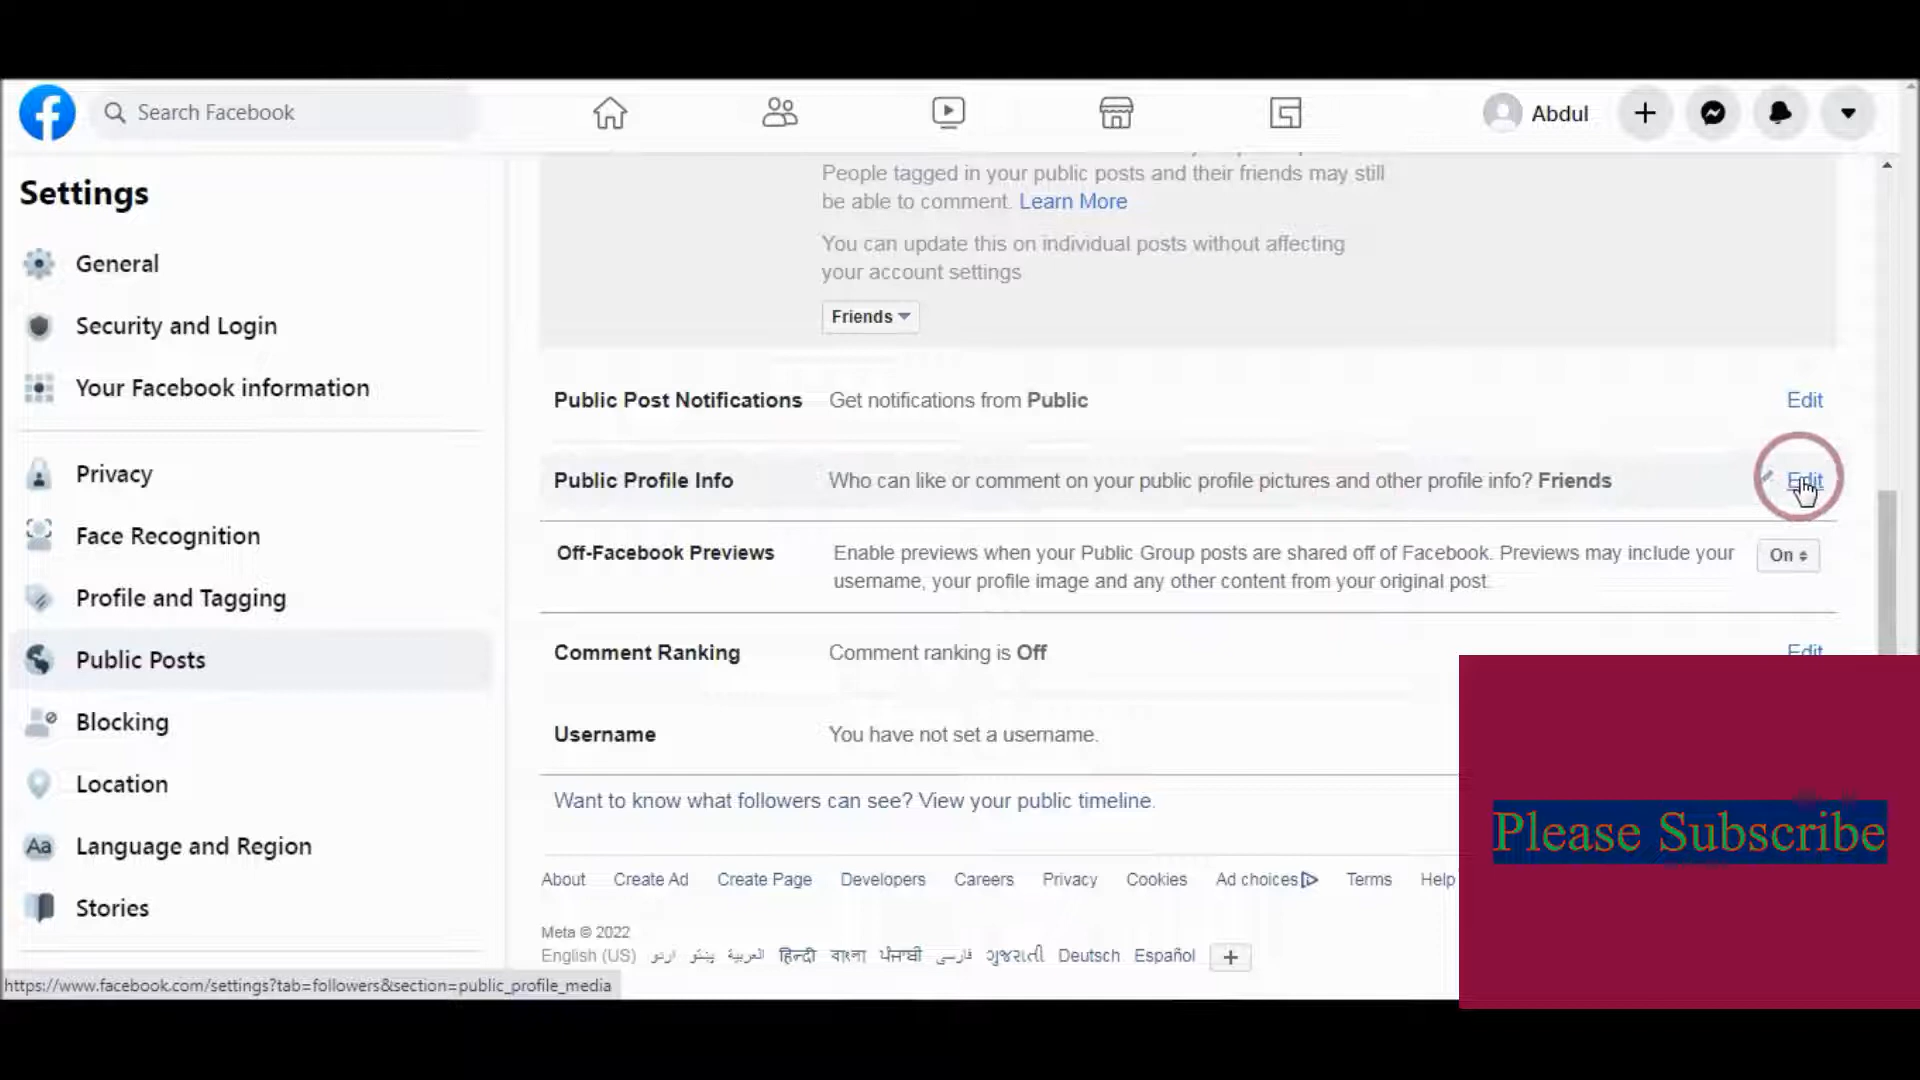 Search Facebook
Abdul
Settings
General
Security and Login
Your Facebook information
Privacy
Face Recognition
Profile and Tagging
Public Posts
Blocking
Location
Aa Language and Region
Stories
People tagged in your public posts and their friends may still
be able to comment. Learn More
You can update this on individual posts without affecting
your account settings
Friends
Public Post Notifications Get notifications from Public Edit
Public Profile Info Who can like or comment on your public profile pictures and other profile info? Friends Edit
Off-Facebook Previews Enable previews when your Public Group posts are shared off of Facebook. Previews may include your On
username, your profile image and any other content from your original post.
Comment Ranking Comment ranking is Off Edit
Username You have not set a username.
Want to know what followers can see? View your public timeline.
About Create Ad Create Page Developers Careers Privacy Cookies Ad choices Terms Help
Meta © 2022
English (US) اردو پښتو العربية हिन्दी বাংলা ਪੰਜਾਬੀ فارسی ગુજરાતી Deutsch Español +
https://www.facebook.com/settings?tab=followers&section=public_profile_media
Please Subscribe